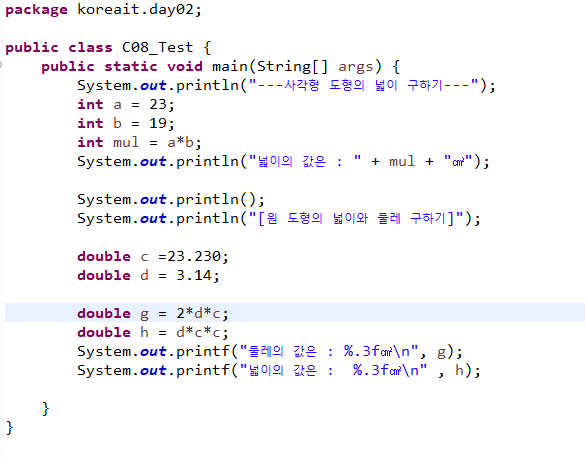 package koreait.day02;
public class C08_Test {
public static void main(String[] args) {
System.out.println("---사각형 도형의 넓이 구하기---");
int a = 23;
int b = 19;
int mul = a*b;
System.out.println("넓이의 값은 : " + mul + "㎠");
System.out.println();
System.out.println("[원 도형의 넓이와 둘레 구하기]");
double c =23.230;
double d = 3.14;
double g = 2*d*c;
double h = d*c*c;
System.out.printf("둘레의 값은 : %.3f㎠\n", g);
System.out.printf("넓이의 값은 :  %.3f㎠\n" , h);
}
}